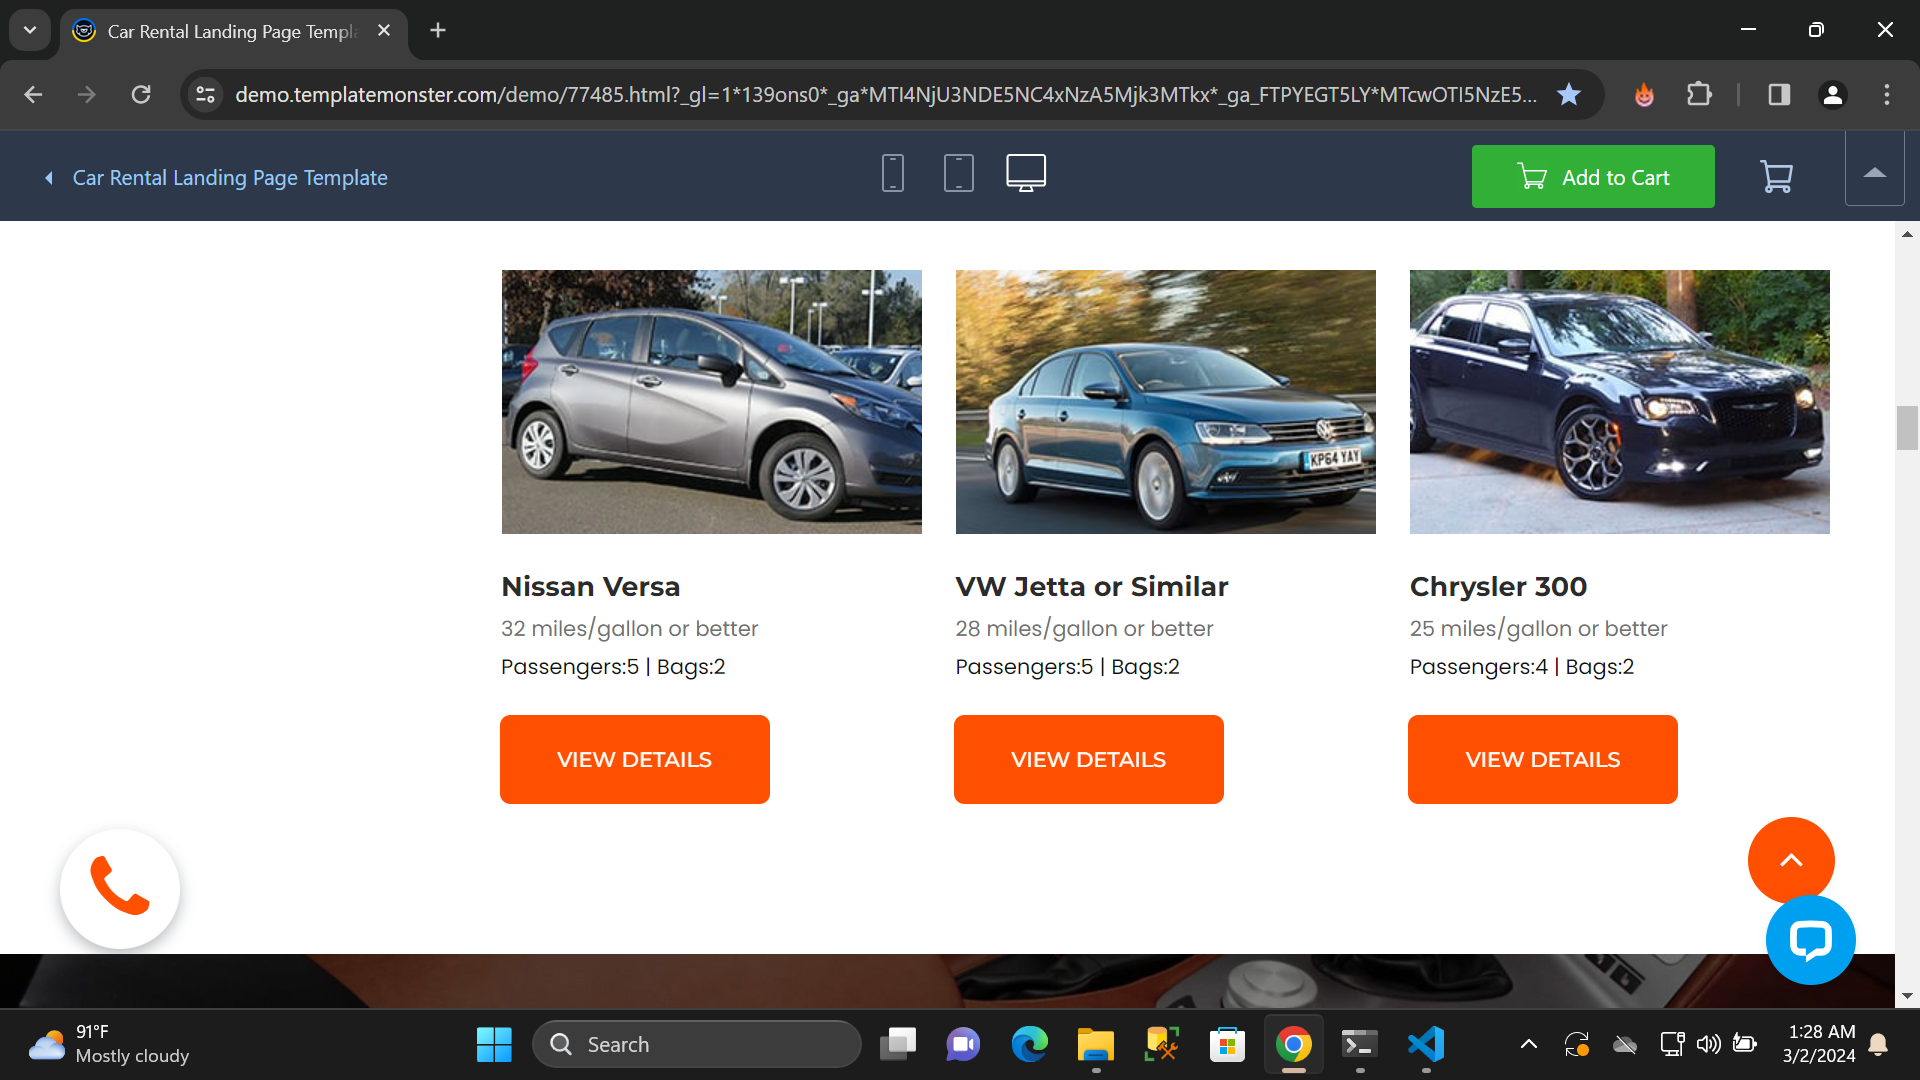 Car Rental Landing Page Templa
demo.templatemonster.com/demo/77485.html?_gl=1*139ons0*_ga*MTI4NjU3NDE5NC4xNzA5Mjk3MTkx*_ga_FTPYEGT5LY*MTcwOTI5NzE5...
Car Rental Landing Page Template
Add to Cart
KP64 YAY
Nissan Versa
32 miles/gallon or better
Passengers:5 | Bags:2
VIEW DETAILS
VW Jetta or Similar
28 miles/gallon or better
Passengers:5 | Bags:2
VIEW DETAILS
Chrysler 300
25 miles/gallon or better
Passengers:4 | Bags:2
VIEW DETAILS
91°F
Mostly cloudy
Search
1:28 AM
3/2/2024